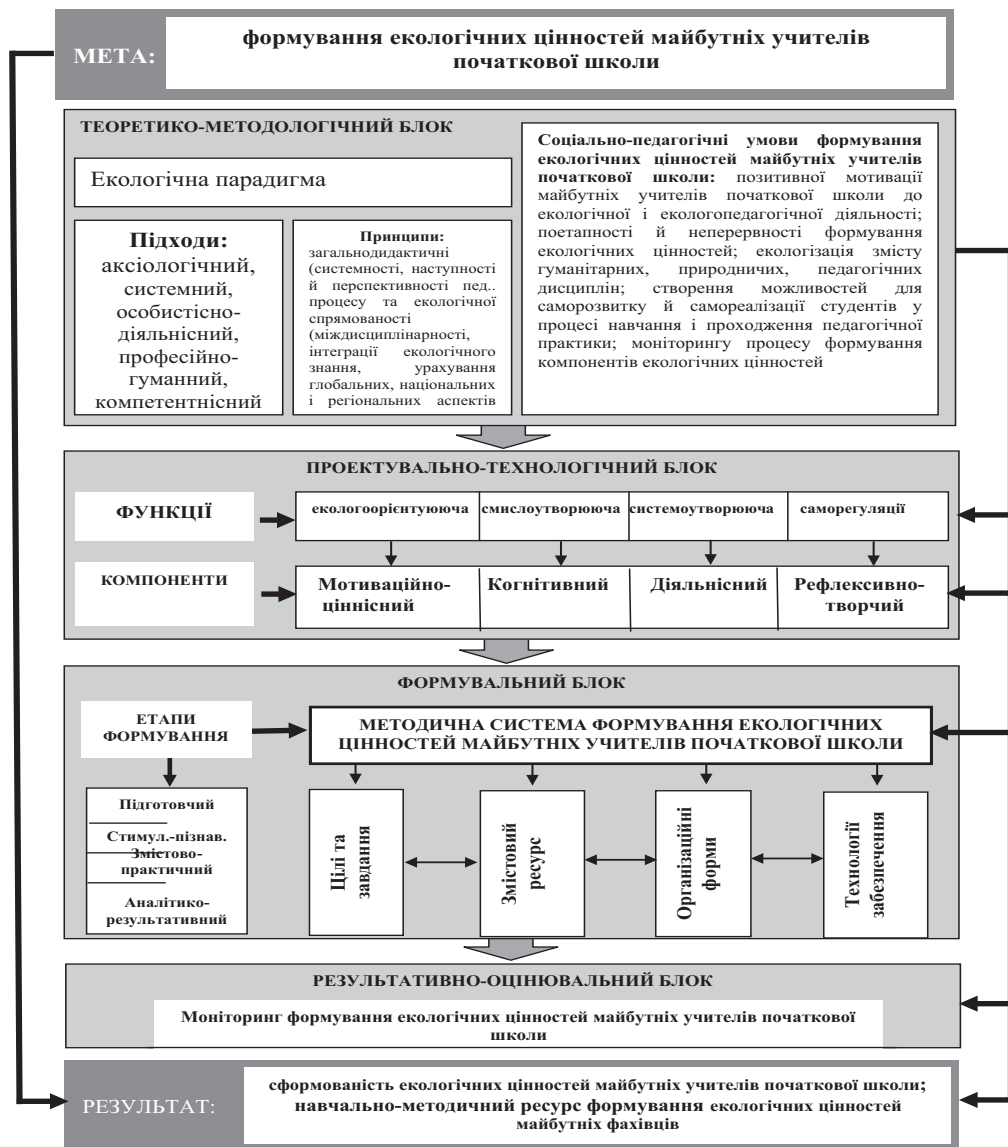 МЕТА:
формування екологічних цінностей майбутніх учителів
початкової школи
ТЕОРЕТИКО-МЕТОДОЛОГІЧНИЙ БЛОК
Екологічна парадигма
Підходи:
аксіологічний,
системний,
особистісно-
діяльнісний,
професійно-
гуманний,
компетентнісний
Принципи:
загальнодидактичні
(системності, наступності
й перспективності пед..
процесу та екологічної
спрямованості
(міждисциплінарності,
інтеграції екологічного
знання, урахування
глобальних, національних
і регіональних аспектів
Соціально-педагогічні умови формування
екологічних цінностей майбутніх учителів
початкової школи: позитивної мотивації
майбутніх учителів початкової школи до
екологічної і екологопедагогічної діяльності;
поетапності й неперервності формування
екологічних цінностей; екологізація змісту
гуманітарних, природничих, педагогічних
дисциплін; створення можливостей для
саморозвитку й самореалізації студентів у
процесі навчання і проходження педагогічної
практики; моніторингу процесу формування
компонентів екологічних цінностей
ПРОЕКТУВАЛЬНО-ТЕХНОЛОГІЧНИЙ БЛОК
ФУНКЦІЇ
екологоорієнтуюча
смислоутворююча
системоутворююча
саморегуляції
КОМПОНЕНТИ
Мотиваційно-
ціннісний
Когнітивний
Діяльнісний
Рефлексивно-
творчий
ФОРМУВАЛЬНИЙ БЛОК
ЕТАПИ
ФОРМУВАННЯ
МЕТОДИЧНА СИСТЕМА ФОРМУВАННЯ ЕКОЛОГІЧНИХ
ЦІННОСТЕЙ МАЙБУТНІХ УЧИТЕЛІВ ПОЧАТКОВОЇ ШКОЛИ
Підготовчий
Стимул.-пізнав.
Змістово-
практичний
Аналітико-
результативний
Цілі та
завдання
Змістовий
ресурс
Організаційні
форми
Технології
забезпечення
РЕЗУЛЬТАТИВНО-ОЦІНЮВАЛЬНИЙ БЛОК
Моніторинг формування екологічних цінностей майбутніх учителів початкової
школи
РЕЗУЛЬТАТ:
сформованість екологічних цінностей майбутніх учителів початкової школи;
навчально-методичний ресурс формування екологічних цінностей
майбутніх фахівців